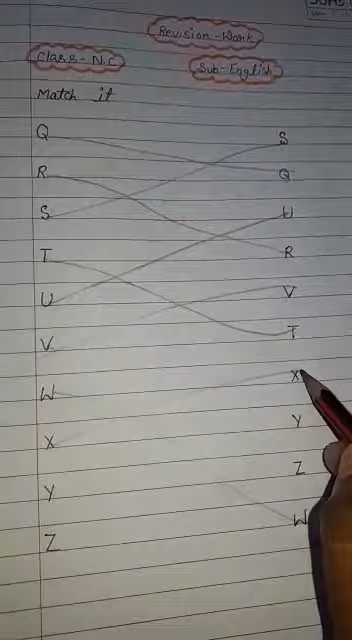 Revision-Work
Class-N.C
Sub-English
Match it
Q S
R Q
S U
T R
U V
V T
W X
X Y
Y Z
Z W